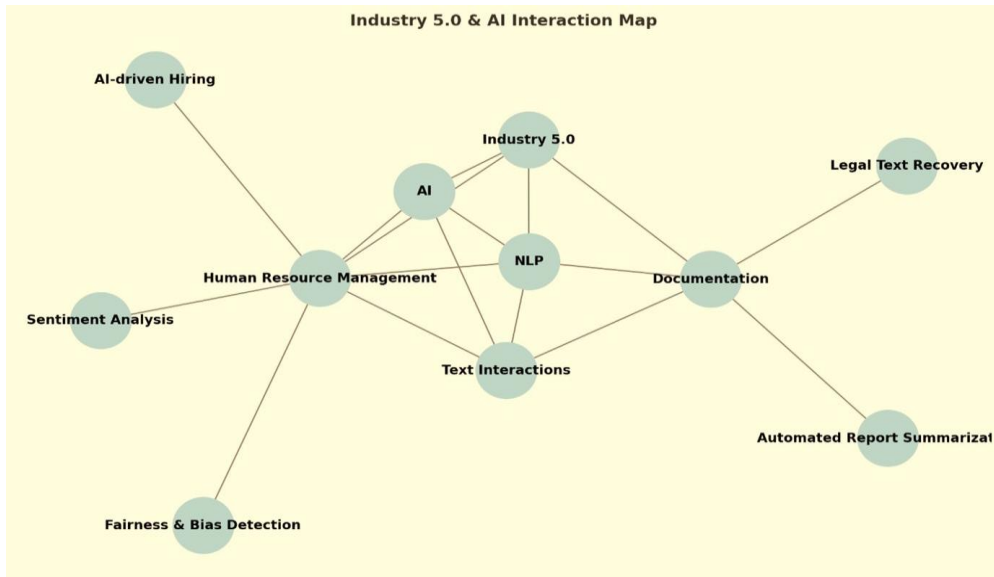 Industry 5.0 & AI Interaction Map
AI-driven Hiring
Industry 5.0
Legal Text Recovery
AI
NLP
Human Resource Management
Documentation
Sentiment Analysis
Text Interactions
Automated Report Summarizat
Fairness & Bias Detection